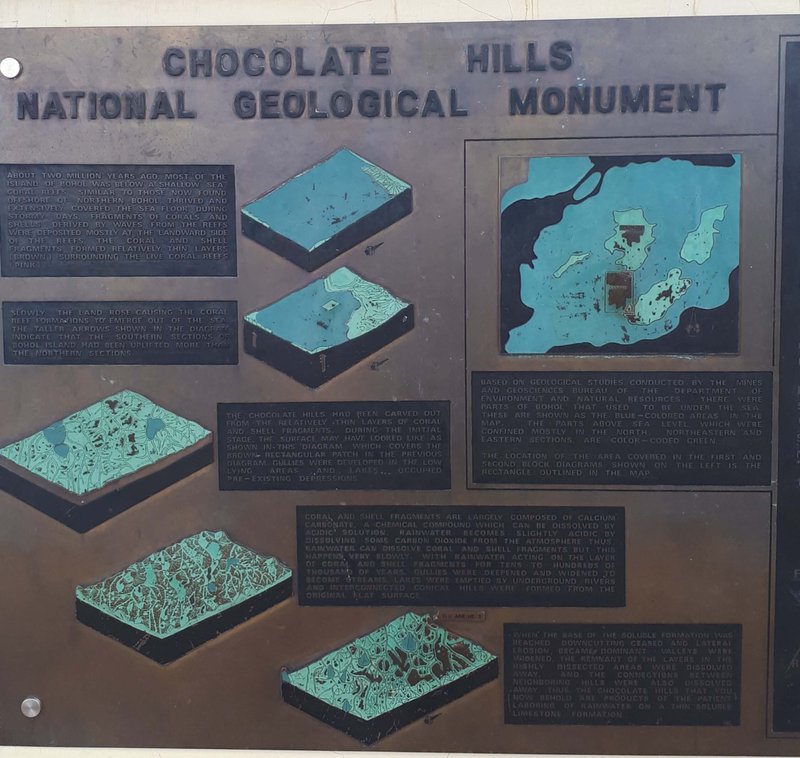 CHOCOLATE HILLS
NATIONAL GEOLOGICAL MONUMENT
ABOUT TWO MILLION YEARS AGO, MOST OF THE
ISLAND OF BOHOL WAS BELOW A SHALLOW SEA.
CORAL REEFS, SIMILAR TO THOSE NOW FOUND
OFFSHORE OF NORTHERN BOHOL THRIVED AND
EXTENSIVELY COVERED THE SEA FLOOR. DURING
STORMY DAYS, FRAGMENTS OF CORALS AND
SHELLS DERIVED BY WAVES FROM THE REEFS
WERE DEPOSITED MOSTLY AT THE LANDWARD SIDE
OF THE REEFS. THE CORAL AND SHELL
FRAGMENTS FORMED RELATIVELY THIN LAYERS
(BROWN) SURROUNDING THE LIVE CORAL REEFS
(PINK).
SLOWLY, THE LAND ROSE CAUSING THE CORAL
REEF FORMATIONS TO EMERGE OUT OF THE SEA.
THE TALLER ARROWS SHOWN IN THE DIAGRAM
INDICATE THAT THE SOUTHERN SECTIONS OF
BOHOL ISLAND HAD BEEN UPLIFTED MORE THAN
THE NORTHERN SECTIONS.
BASED ON GEOLOGICAL STUDIES CONDUCTED BY THE MINES
AND GEOSCIENCES BUREAU OF THE DEPARTMENT OF
ENVIRONMENT AND NATURAL RESOURCES, THERE WERE
PARTS OF BOHOL THAT USED TO BE UNDER THE SEA.
THESE ARE SHOWN AS THE BLUE-COLORED AREAS IN THE
MAP. THE PARTS ABOVE SEA LEVEL WHICH WERE
CONFINED MOSTLY IN THE NORTH, NORTHEASTERN AND
EASTERN SECTIONS, ARE COLOR-CODED GREEN.
THE LOCATION OF THE AREA COVERED IN THE FIRST AND
SECOND BLOCK DIAGRAMS SHOWN ON THE LEFT IS THE
RECTANGLE OUTLINED IN THE MAP.
THE CHOCOLATE HILLS HAD BEEN CARVED OUT
FROM THE RELATIVELY THIN LAYERS OF CORAL
AND SHELL FRAGMENTS. DURING THE INITIAL
STAGE, THE SURFACE MAY HAVE LOOKED LIKE AS
SHOWN IN THIS DIAGRAM WHICH COVERS THE
BROWN RECTANGULAR PATCH IN THE PREVIOUS
DIAGRAM. GULLIES WERE DEVELOPED IN THE LOW
LYING AREAS AND LAKES OCCUPIED
PRE-EXISTING DEPRESSIONS.
CORAL AND SHELL FRAGMENTS ARE LARGELY COMPOSED OF CALCIUM
CARBONATE, A CHEMICAL COMPOUND WHICH CAN BE DISSOLVED BY
ACIDIC SOLUTION. RAINWATER BECOMES SLIGHTLY ACIDIC BY
DISSOLVING SOME CARBON DIOXIDE FROM THE ATMOSPHERE. THUS,
RAINWATER CAN DISSOLVE CORAL AND SHELL FRAGMENTS BUT THIS
HAPPENS VERY SLOWLY. WITH RAINWATER ACTING ON THE LAYER
OF CORAL AND SHELL FRAGMENTS FOR TENS TO HUNDREDS OF
THOUSAND OF YEARS, GULLIES WERE DEEPENED AND WIDENED TO
BECOME STREAMS, LAKES WERE EMPTIED BY UNDERGROUND RIVERS
AND INTERCONNECTED CONICAL HILLS WERE FORMED FROM THE
ORIGINAL FLAT SURFACE.
YOU ARE HERE
WHEN THE BASE OF THE SOLUBLE FORMATION WAS
REACHED, DOWNCUTTING CEASED AND LATERAL
EROSION BECAME DOMINANT. VALLEYS WERE
WIDENED, THE REMNANT OF THE LAYERS IN THE
HIGHLY DISSECTED AREAS WERE DISSOLVED
AWAY, AND THE CONNECTIONS BETWEEN
NEIGHBORING HILLS WERE ALSO DISSOLVED
AWAY. THUS, THE CHOCOLATE HILLS THAT YOU
NOW BEHOLD ARE PRODUCTS OF THE PATIENT
LABORING OF RAINWATER ON A THIN SOLUBLE
LIMESTONE FORMATION.